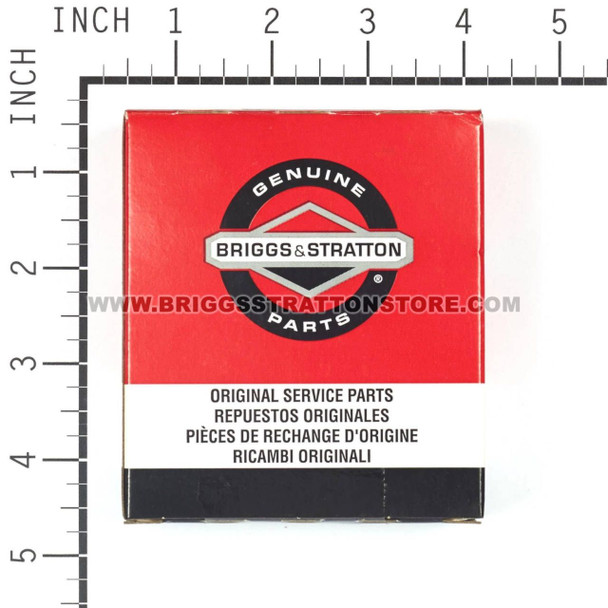 INCH 1 2 3 4 5
INCH
1
2
3
4
5
GENUINE
BRIGGS & STRATTON
®
PARTS
WWW.BRIGGSSTRATTONSTORE.COM
ORIGINAL SERVICE PARTS
REPUESTOS ORIGINALES
PIÈCES DE RECHANGE D'ORIGINE
RICAMBI ORIGINALI